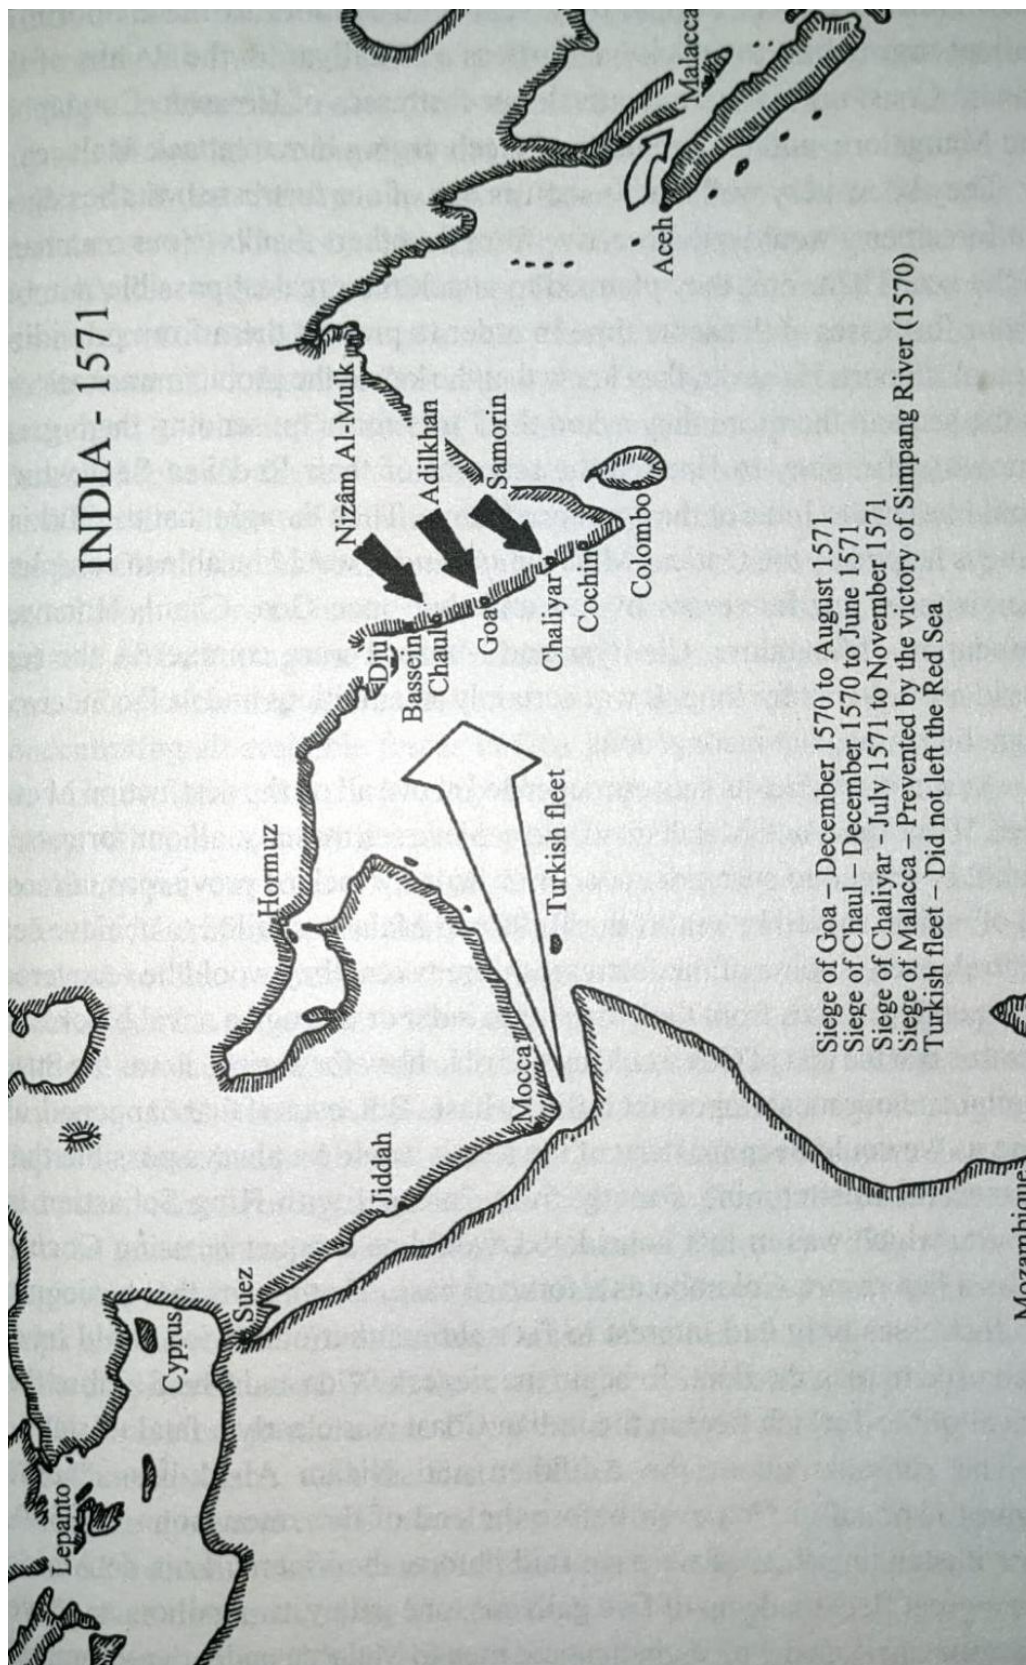 INDIA - 1571
Lepanto
Cyprus
Suez
Jiddah
Mocca
Hormuz
Turkish fleet
Diu
Bassein
Chaul
Goa
Chaliyar
Cochin
Colombo
Nizâm Al-Mulk
Adilkhan
Samorin
Aceh
Malacca
Mozambique
Siege of Goa – December 1570 to August 1571
Siege of Chaul December 1570 to June 1571
Siege of Chaliyar – July 1571 to November 1571
Siege of Malacca – Prevented by the victory of Simpang River (1570)
Turkish fleet – Did not left the Red Sea